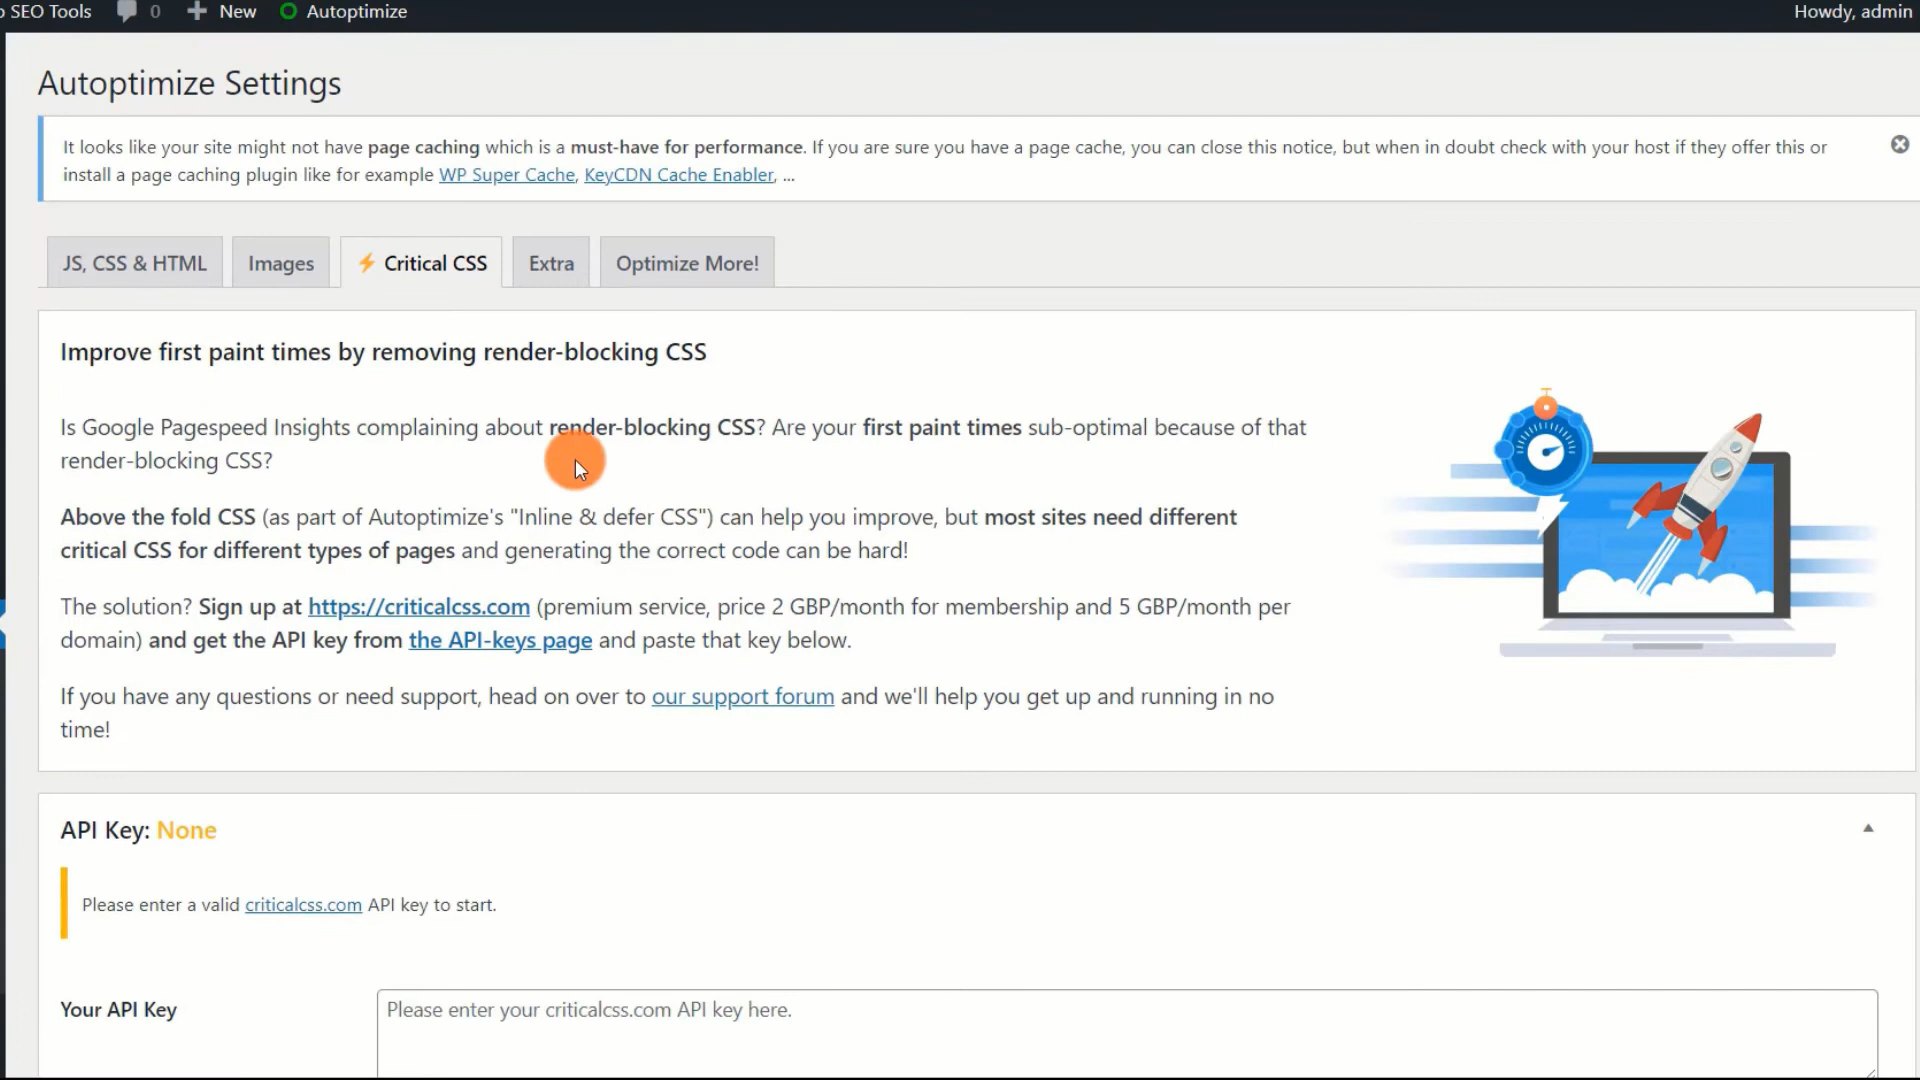 SEO Tools
0
New
Autoptimize
Howdy, admin
Autoptimize Settings
It looks like your site might not have page caching which is a must-have for performance. If you are sure you have a page cache, you can close this notice, but when in doubt check with your host if they offer this or
install a page caching plugin like for example WP Super Cache, KeyCDN Cache Enabler, ...
JS, CSS & HTML
Images
Critical CSS
Extra
Optimize More!
Improve first paint times by removing render-blocking CSS
Is Google Pagespeed Insights complaining about render-blocking CSS? Are your first paint times sub-optimal because of that
render-blocking CSS?
Above the fold CSS (as part of Autoptimize's "Inline & defer CSS") can help you improve, but most sites need different
critical CSS for different types of pages and generating the correct code can be hard!
The solution? Sign up at https://criticalcss.com (premium service, price 2 GBP/month for membership and 5 GBP/month per
domain) and get the API key from the API-keys page and paste that key below.
If you have any questions or need support, head on over to our support forum and we'll help you get up and running in no
time!
API Key: None
Please enter a valid criticalcss.com API key to start.
Your API Key
Please enter your criticalcss.com API key here.